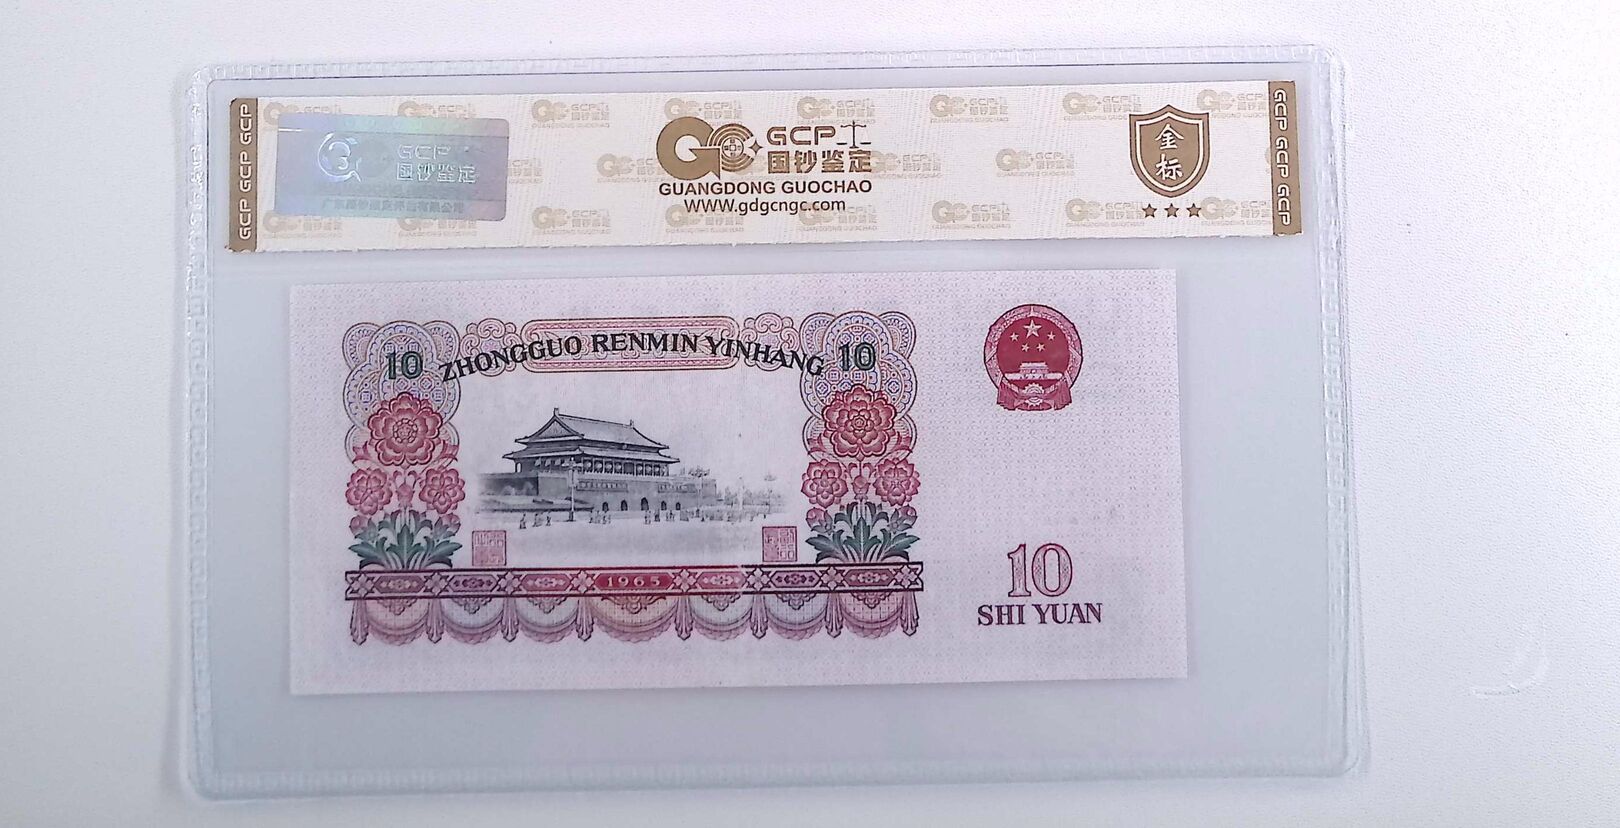 GCP GCP GCP
GCP
国钞鉴定
GCP
国钞鉴定
GUANGDONG GUOCHAO
WWW.gdgcngc.com
金标
GCP GCP GCP
10 ZHONGGUO RENMIN YINHANG 10
1965
10
SHI YUAN